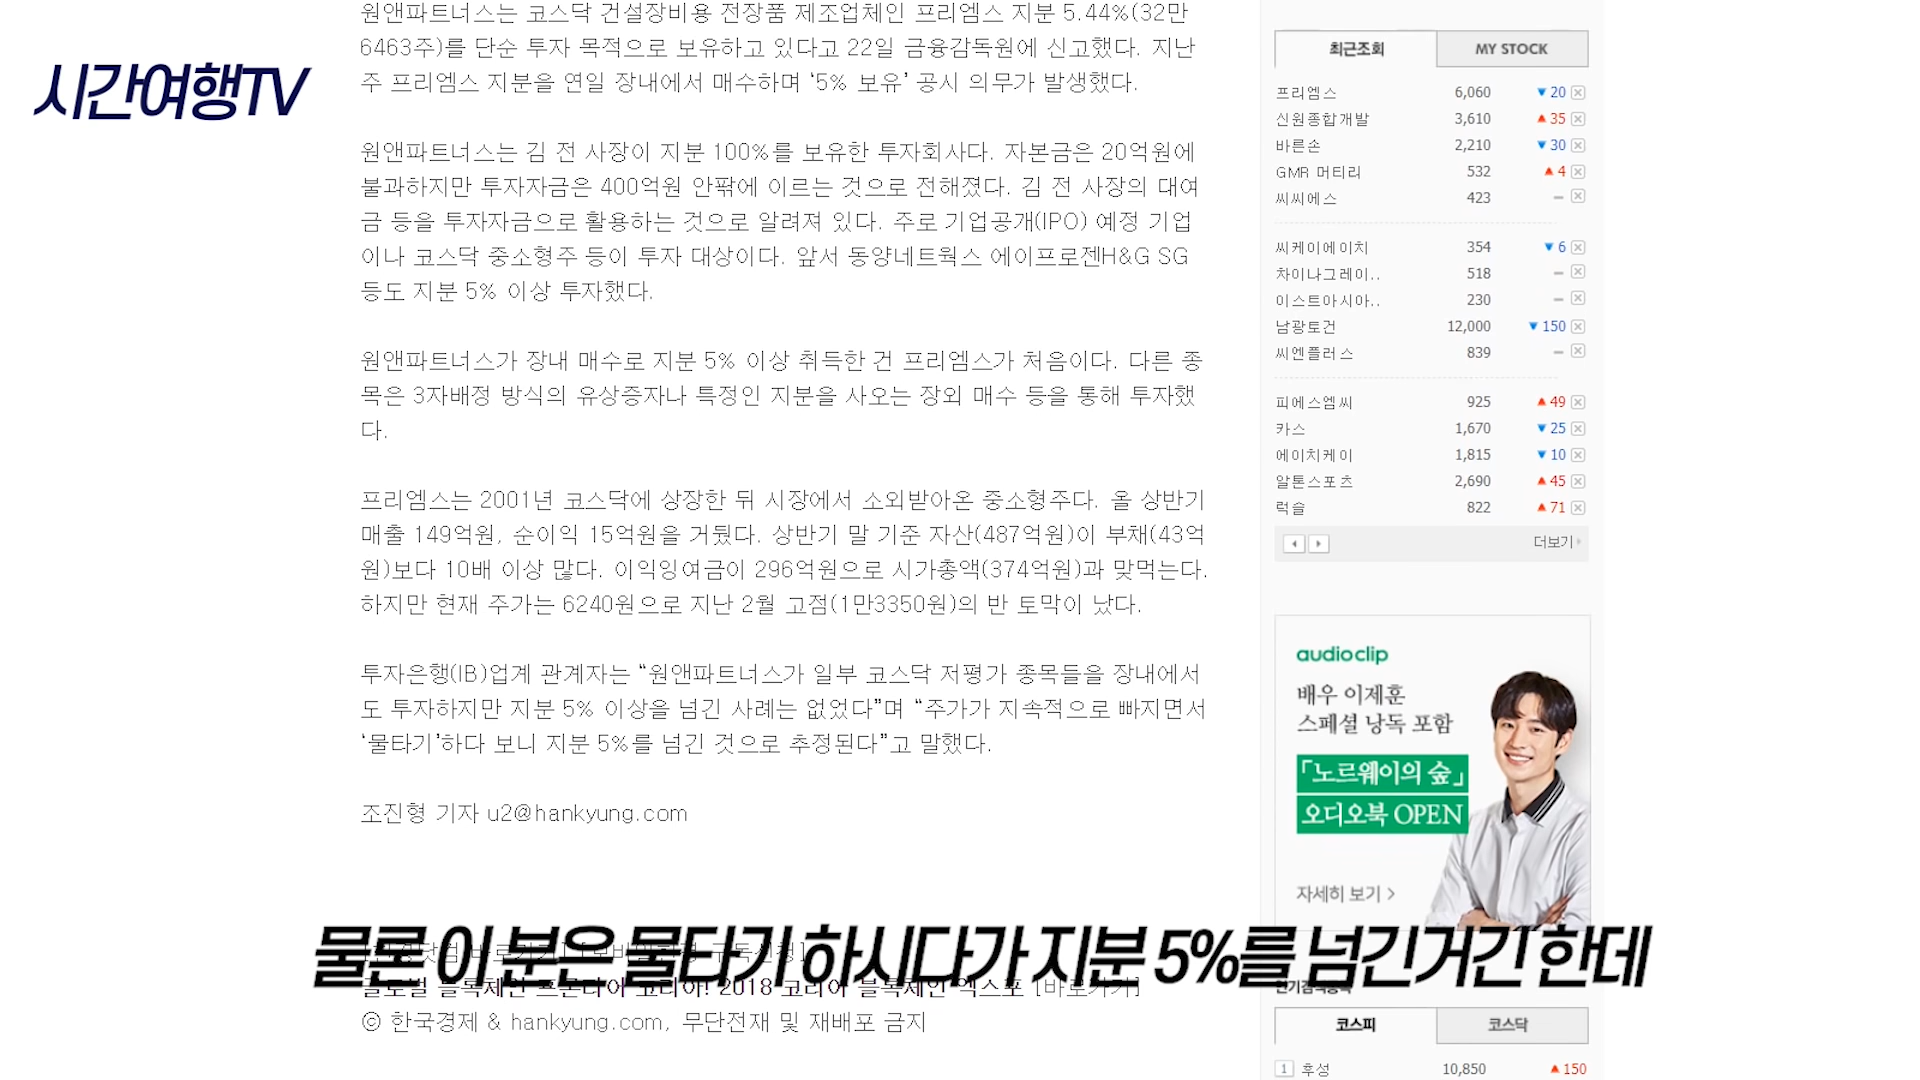 시간여행TV
원앤파트너스는 코스닥 건설장비용 전장품 제조업체인 프리엠스 지분 5.44%(32만
6463주)를 단순 투자 목적으로 보유하고 있다고 22일 금융감독원에 신고했다. 지난
주 프리엠스 지분을 연일 장내에서 매수하며 ‘5% 보유’ 공시 의무가 발생했다.
원앤파트너스는 김 전 사장이 지분 100%를 보유한 투자회사다. 자본금은 20억원에
불과하지만 투자자금은 400억원 안팎에 이르는 것으로 전해졌다. 김 전 사장의 대여
금 등을 투자자금으로 활용하는 것으로 알려져 있다. 주로 기업공개(IPO) 예정 기업
이나 코스닥 중소형주 등이 투자 대상이다. 앞서 동양네트웍스 에이프로젠H&G SG
등도 지분 5% 이상 투자했다.
원앤파트너스가 장내 매수로 지분 5% 이상 취득한 건 프리엠스가 처음이다. 다른 종
목은 3자배정 방식의 유상증자나 특정인 지분을 사오는 장외 매수 등을 통해 투자했
다.
프리엠스는 2001년 코스닥에 상장한 뒤 시장에서 소외받아온 중소형주다. 올 상반기
매출 149억원, 순이익 15억원을 거뒀다. 상반기 말 기준 자산(487억원)이 부채(43억
원)보다 10배 이상 많다. 이익잉여금이 296억원으로 시가총액(374억원)과 맞먹는다.
하지만 현재 주가는 6240원으로 지난 2월 고점(1만3350원)의 반 토막이 났다.
투자은행(IB)업계 관계자는 “원앤파트너스가 일부 코스닥 저평가 종목들을 장내에서
도 투자하지만 지분 5% 이상을 넘긴 사례는 없었다”며 “주가가 지속적으로 빠지면서
‘물타기’하다 보니 지분 5%를 넘긴 것으로 추정된다”고 말했다.
조진형 기자 u2@hankyung.com
물론 이 분은 물타기 하시다가 지분 5%를 넘긴거긴 한데
글로벌 블록체인 프론티어 코리아! 2018 코리아 블록체인 엑스포 [바로가기]
ⓒ 한국경제 & hankyung.com, 무단전재 및 재배포 금지
최근조회 MY STOCK
프리엠스 6,060 ▼ 20
신원종합개발 3,610 ▲ 35
바른손 2,210 ▼ 30
GMR 머티리 532 ▲ 4
씨씨에스 423 –
씨케이에이치 354 ▼ 6
차이나그레이.. 518 –
이스트아시아.. 230 –
남광토건 12,000 ▼ 150
씨엔플러스 839 –
피에스엠씨 925 ▲ 49
카스 1,670 ▼ 25
에이치케이 1,815 ▼ 10
알톤스포츠 2,690 ▲ 45
럭슬 822 ▲ 71
더보기
audioclip
배우 이제훈
스페셜 낭독 포함
「노르웨이의 숲」
오디오북 OPEN
자세히 보기 >
인기검색종목
코스피 코스닥
1 후성 10,850 ▲ 150